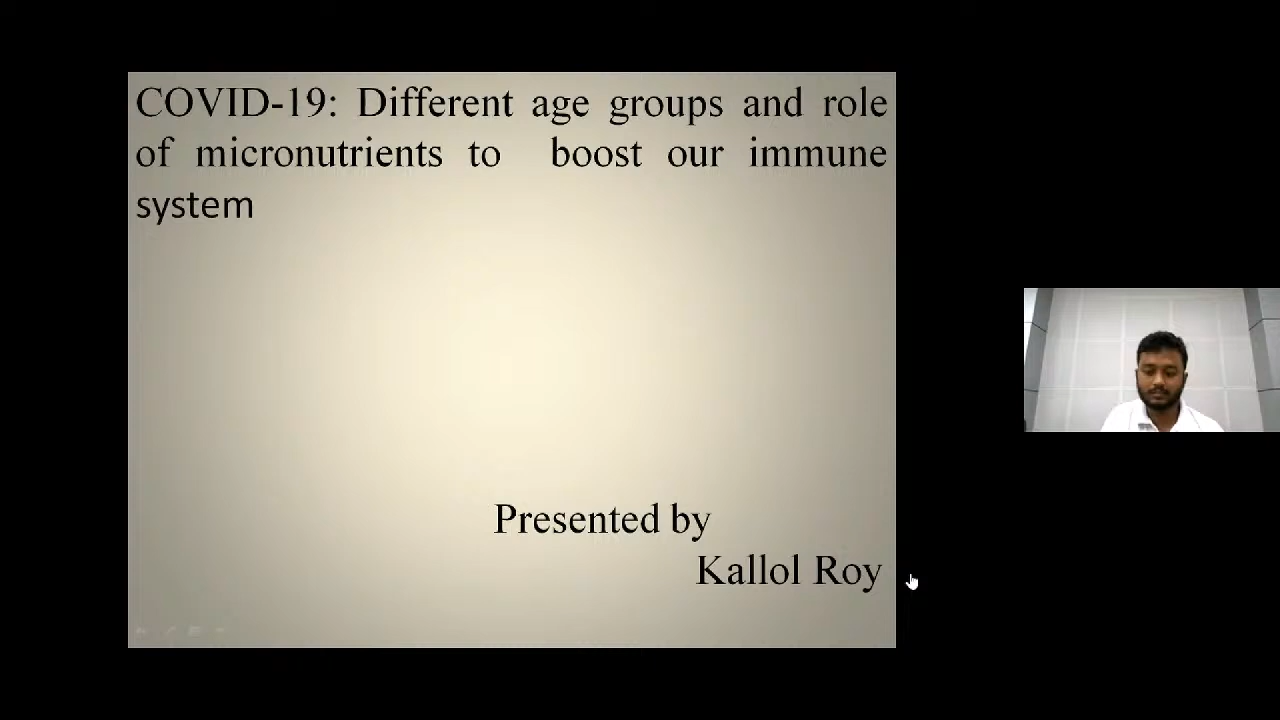 COVID-19: Different age groups and role
of micronutrients to boost our immune
system
Presented by
Kallol Roy